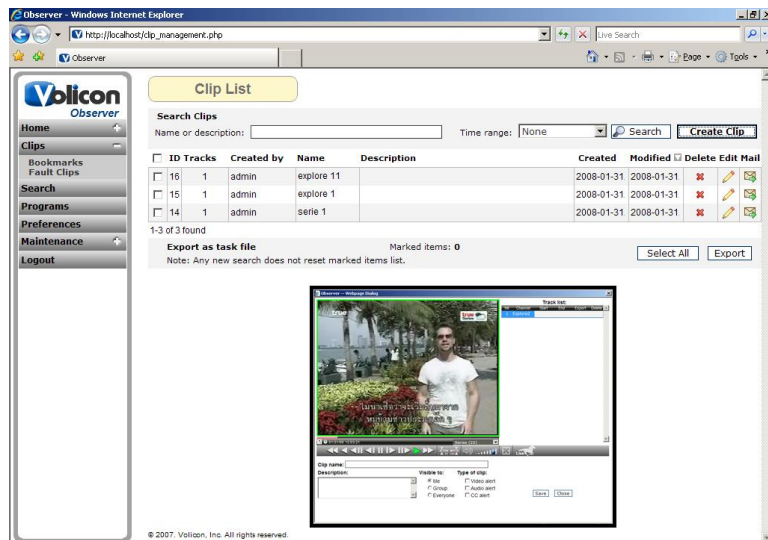 Observer - Windows Internet Explorer
http://localhost/clip_management.php
Live Search
Observer
Page
Tools
Volicon
Observer
Home
Clips
Bookmarks
Fault Clips
Search
Programs
Preferences
Maintenance
Logout
Clip List
Search Clips
Name or description:
Time range: None
Search
Create Clip
ID Tracks Created by Name Description Created Modified Delete Edit Mail
16 1 admin explore 11 2008-01-31 2008-01-31
15 1 admin explore 1 2008-01-31 2008-01-31
14 1 admin serie 1 2008-01-31 2008-01-31
1-3 of 3 found
Export as task file
Marked items: 0
Note: Any new search does not reset marked items list.
Select All
Export
Observer -- Webpage Dialog
Track list:
true
true
Clip name:
Description:
Visible to:
Me
Group
Everyone
Type of clip:
Video alert
Audio alert
CC alert
Save
Close
© 2007. Volicon, Inc. All rights reserved.